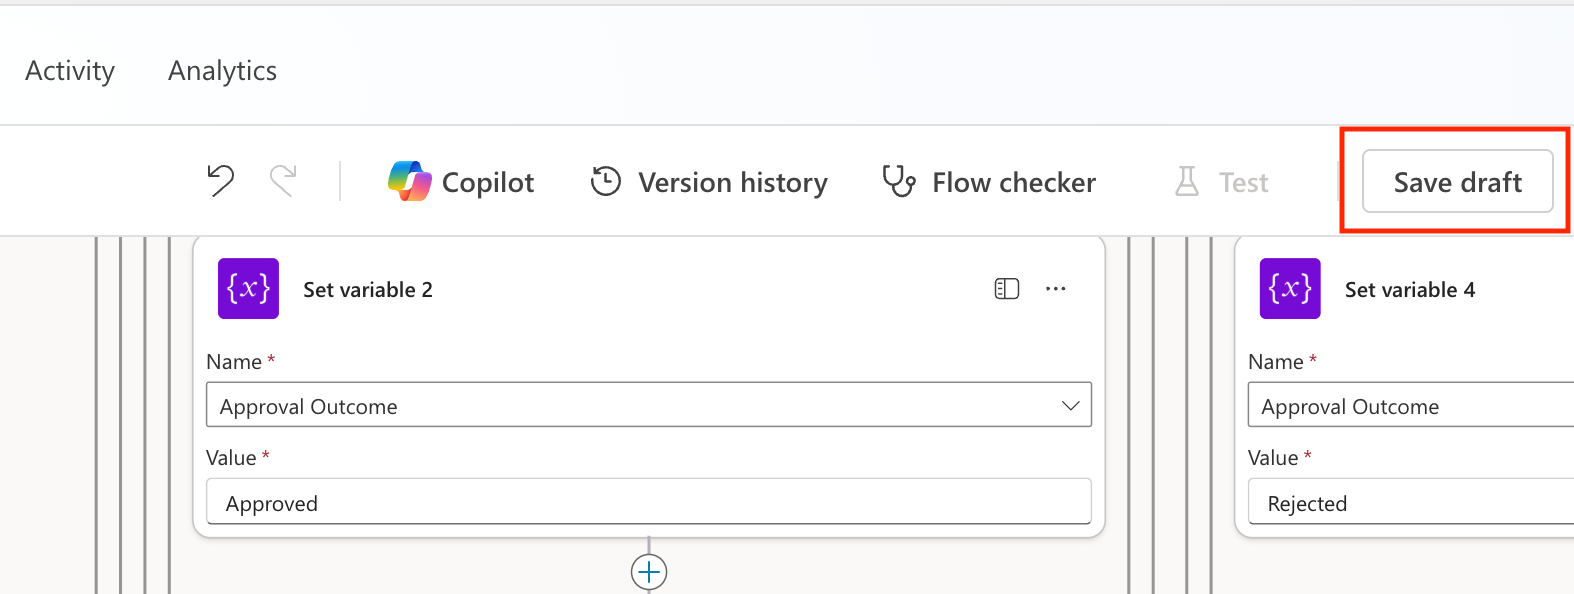 Activity Analytics
Copilot Version history Flow checker Test Save draft
{x} Set variable 2
Name *
Approval Outcome
Value *
Approved
{x} Set variable 4
Name *
Approval Outcome
Value *
Rejected